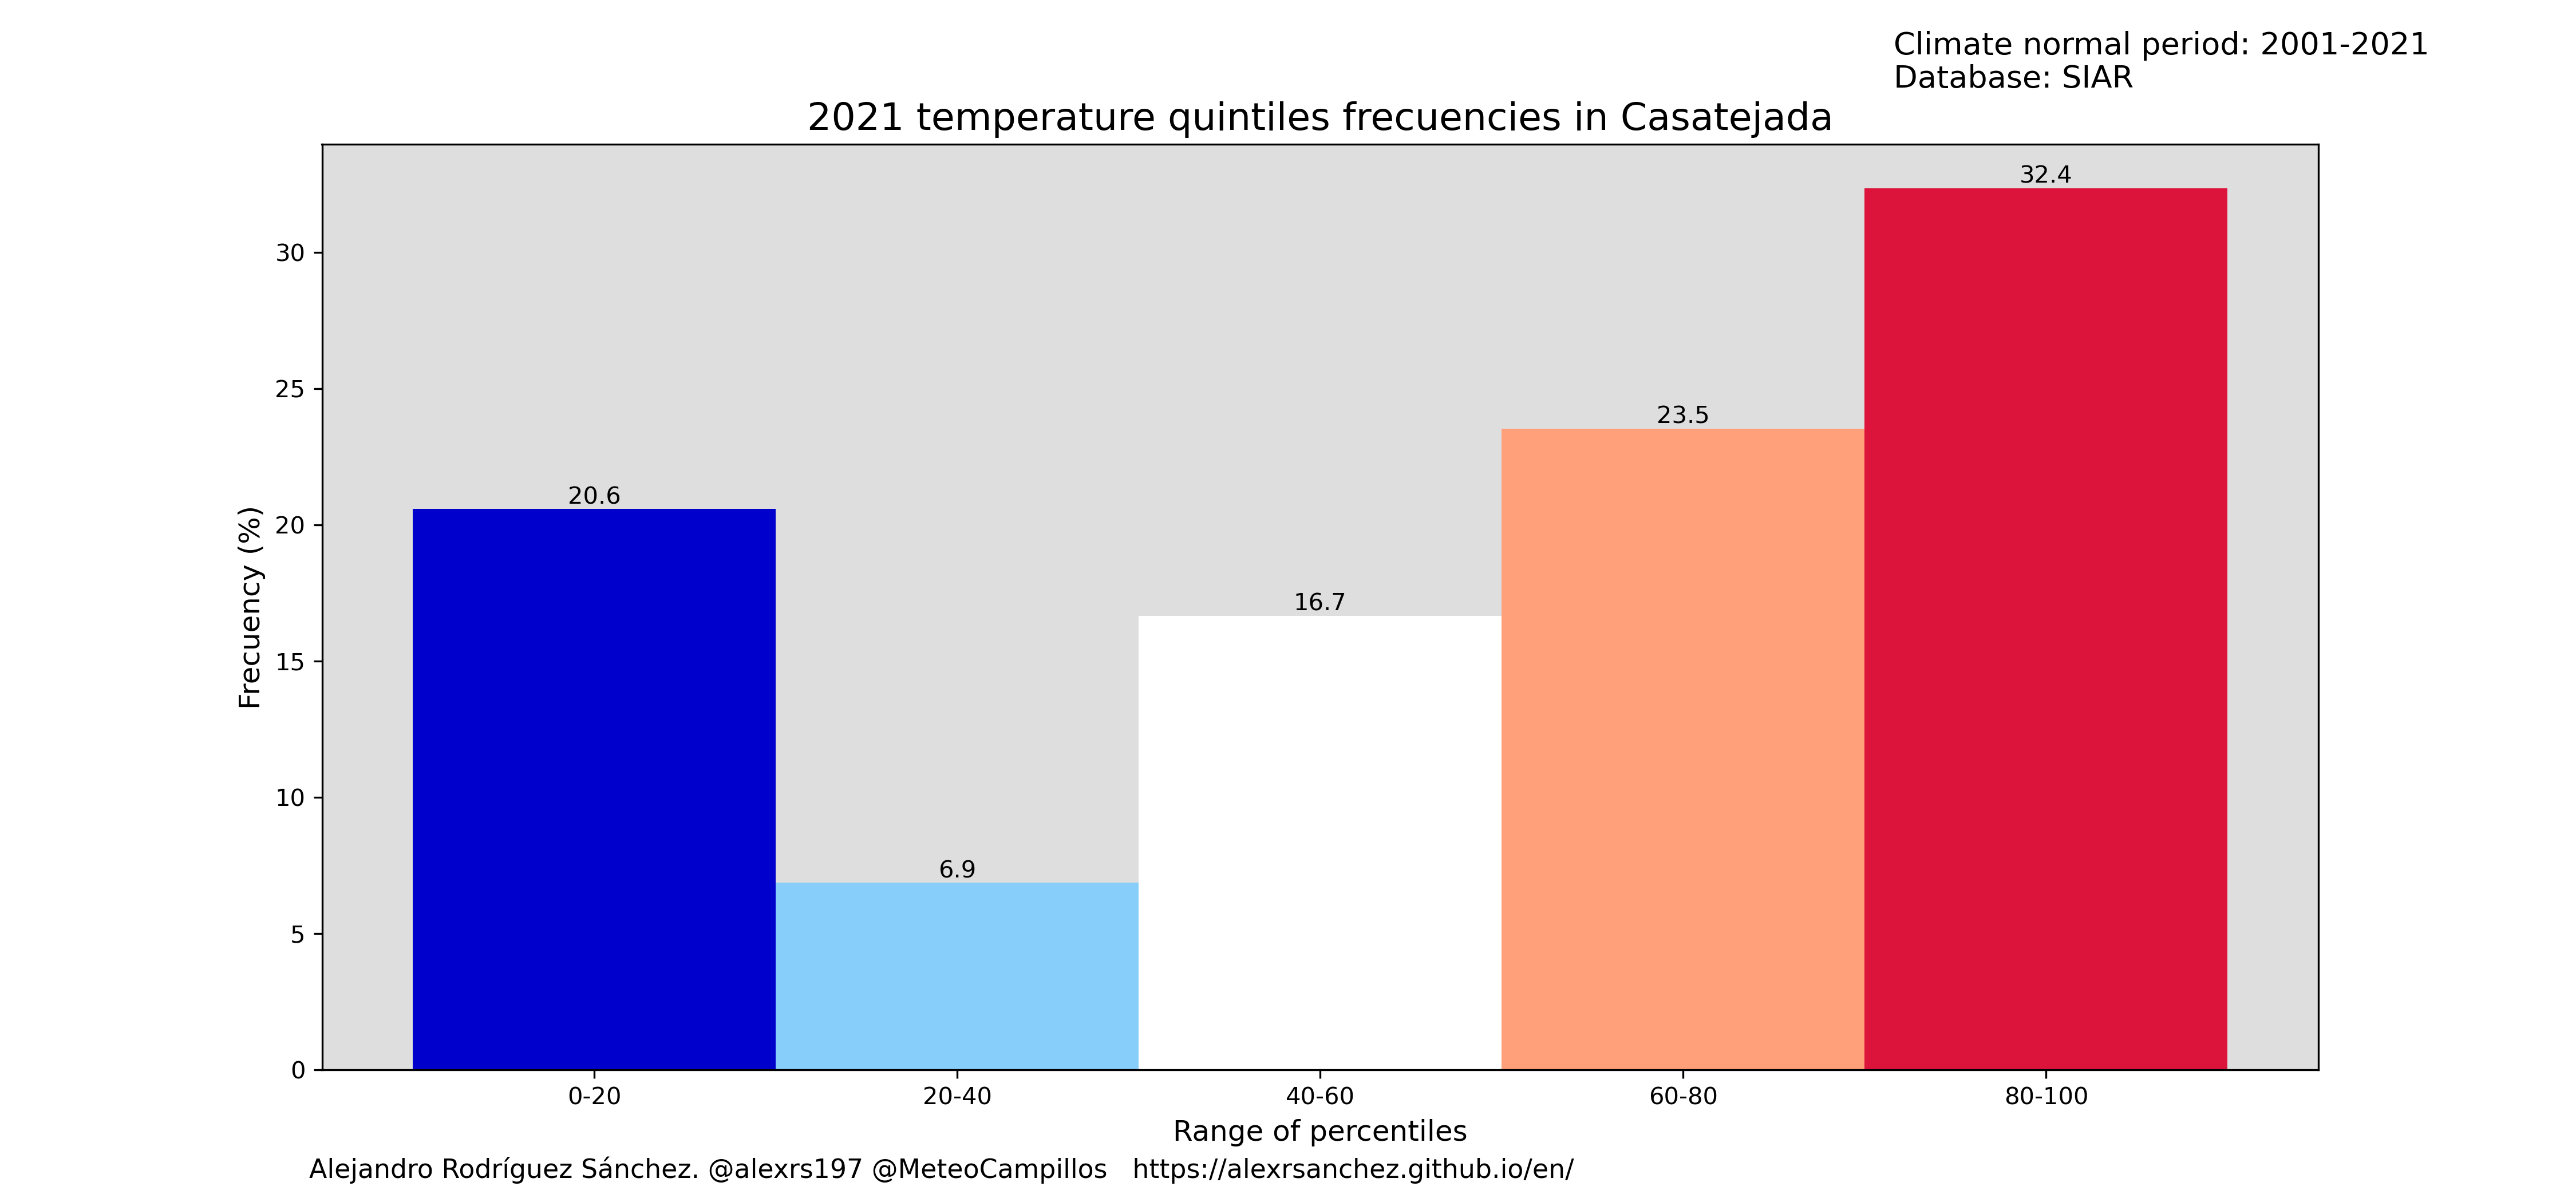 Climate normal period: 2001-2021
Database: SIAR
2021 temperature quintiles frecuencies in Casatejada
32.4
30
25
23.5
20.6
20
16.7
15
10
6.9
5
0
Frecuency (%)
0-20 20-40 40-60 60-80 80-100
Range of percentiles
Alejandro Rodríguez Sánchez. @alexrs197 @MeteoCampillos https://alexrsanchez.github.io/en/